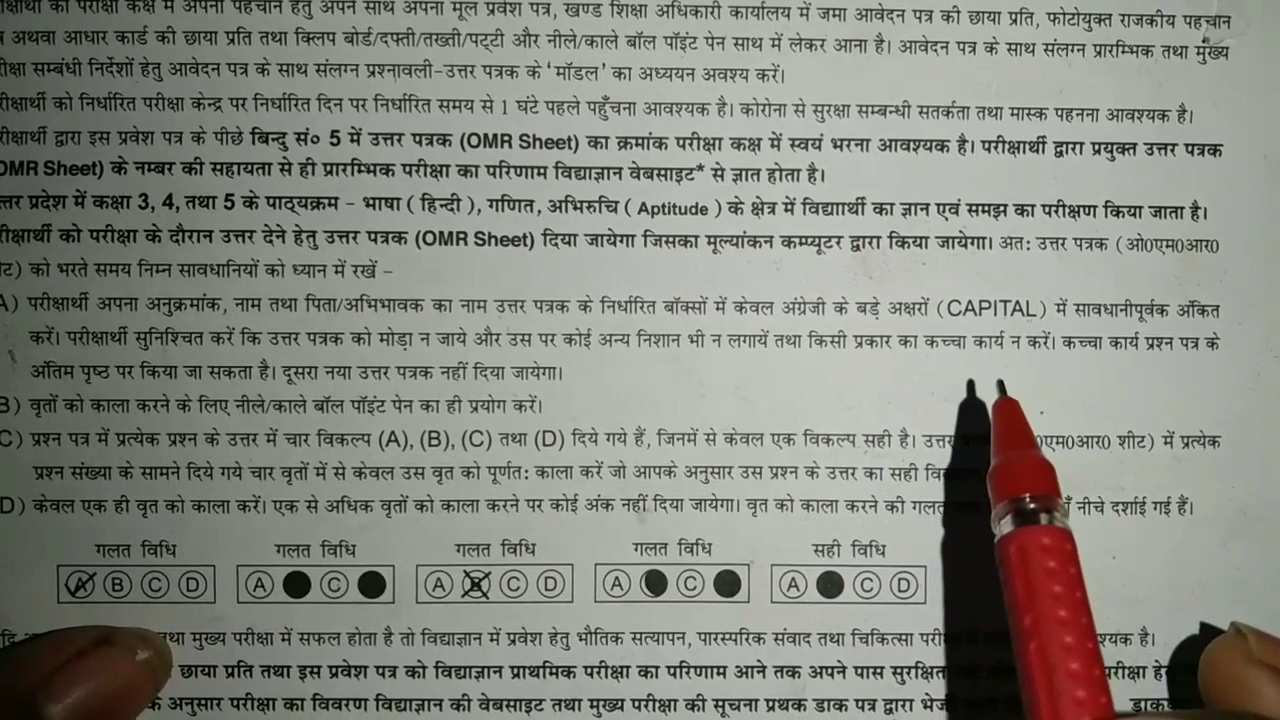 कक्ष में अपनी पहचान हेतु अपने साथ अपना मूल प्रवेश पत्र, खण्ड शिक्षा अधिकारी कार्यालय में जमा आवेदन पत्र की छाया प्रति, फोटोयुक्त राजकीय पहचान
अथवा आधार कार्ड की छाया प्रति तथा क्लिप बोर्ड/दफ्ती/तख्ती/पट्टी और नीले/काले बॉल पॉइंट पेन साथ में लेकर आना है। आवेदन पत्र के साथ संलग्न प्रारम्भिक तथा मुख्य
सम्बंधी निर्देशों हेतु आवेदन पत्र के साथ संलग्न प्रश्नावली-उत्तर पत्रक के 'मॉडल' का अध्ययन अवश्य करें।
रीक्षार्थी को निर्धारित परीक्षा केन्द्र पर निर्धारित दिन पर निर्धारित समय से 1 घंटे पहले पहुँचना आवश्यक है। कोरोना से सुरक्षा सम्बन्धी सतर्कता तथा मास्क पहनना आवश्यक है।
रीक्षार्थी द्वारा इस प्रवेश पत्र के पीछे बिन्दु सं० 5 में उत्तर पत्रक (OMR Sheet) का क्रमांक परीक्षा कक्ष में स्वयं भरना आवश्यक है। परीक्षार्थी द्वारा प्रयुक्त उत्तर पत्रक
OMR Sheet) के नम्बर की सहायता से ही प्रारम्भिक परीक्षा का परिणाम विद्याज्ञान वेबसाइट* से ज्ञात होता है।
त्तर प्रदेश में कक्षा 3, 4, तथा 5 के पाठ्यक्रम - भाषा ( हिन्दी ), गणित, अभिरुचि ( Aptitude ) के क्षेत्र में विद्याार्थी का ज्ञान एवं समझ का परीक्षण किया जाता है।
रीक्षार्थी को परीक्षा के दौरान उत्तर देने हेतु उत्तर पत्रक (OMR Sheet) दिया जायेगा जिसका मूल्यांकन कम्प्यूटर द्वारा किया जायेगा। अत: उत्तर पत्रक ( ओ0एम0आर0
ट) को भरते समय निम्न सावधानियों को ध्यान में रखें –
A) परीक्षार्थी अपना अनुक्रमांक, नाम तथा पिता/अभिभावक का नाम उत्तर पत्रक के निर्धारित बॉक्सों में केवल अंग्रेजी के बड़े अक्षरों (CAPITAL) में सावधानीपूर्वक अंकित
करें। परीक्षार्थी सुनिश्चित करें कि उत्तर पत्रक को मोड़ा न जाये और उस पर कोई अन्य निशान भी न लगायें तथा किसी प्रकार का कच्चा कार्य न करें। कच्चा कार्य प्रश्न पत्र के
अंतिम पृष्ठ पर किया जा सकता है। दूसरा नया उत्तर पत्रक नहीं दिया जायेगा।
B) वृतों को काला करने के लिए नीले/काले बॉल पॉइंट पेन का ही प्रयोग करें।
C) प्रश्न पत्र में प्रत्येक प्रश्न के उत्तर में चार विकल्प (A), (B), (C) तथा (D) दिये गये हैं, जिनमें से केवल एक विकल्प सही है। उत्तर 0एम0आर0 शीट) में प्रत्येक
प्रश्न संख्या के सामने दिये गये चार वृतों में से केवल उस वृत को पूर्णत: काला करें जो आपके अनुसार उस प्रश्न के उत्तर का सही
D) केवल एक ही वृत को काला करें। एक से अधिक वृतों को काला करने पर कोई अंक नहीं दिया जायेगा। वृत को काला करने की गलत नीचे दर्शाई गई हैं।
गलत विधि गलत विधि गलत विधि गलत विधि सही विधि
A B C D A C A B C D A C A C D
तथा मुख्य परीक्षा में सफल होता है तो विद्याज्ञान में प्रवेश हेतु भौतिक सत्यापन, पारस्परिक संवाद तथा चिकित्सा
छाया प्रति तथा इस प्रवेश पत्र को विद्याज्ञान प्राथमिक परीक्षा का परिणाम आने तक अपने पास सुरक्षित
अनुसार परीक्षा का विवरण विद्याज्ञान की वेबसाइट तथा मुख्य परीक्षा की सूचना प्रथक डाक पत्र द्वारा